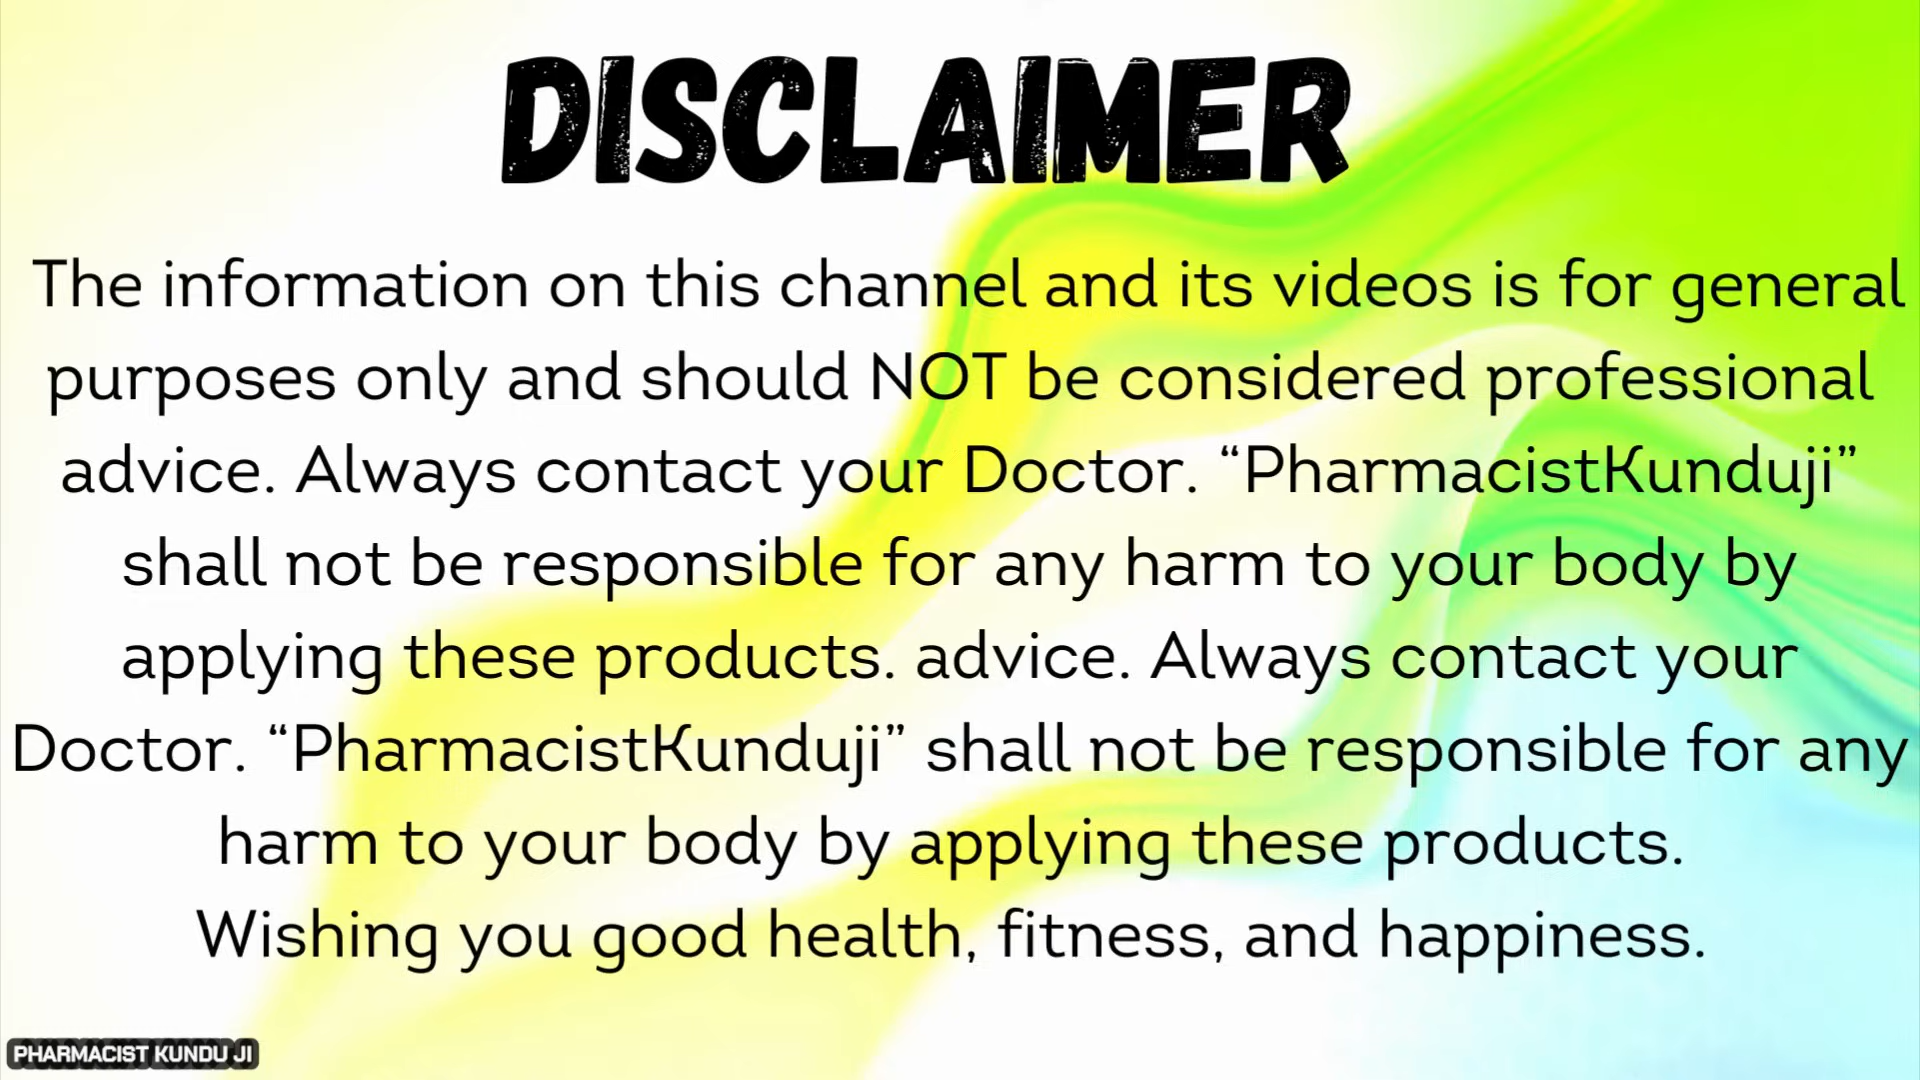 DISCLAIMER
The information on this channel and its videos is for general
purposes only and should NOT be considered professional
advice. Always contact your Doctor. “PharmacistKunduji”
shall not be responsible for any harm to your body by
applying these products. advice. Always contact your
Doctor. “PharmacistKunduji” shall not be responsible for any
harm to your body by applying these products.
Wishing you good health, fitness, and happiness.
PHARMACIST KUNDU JI